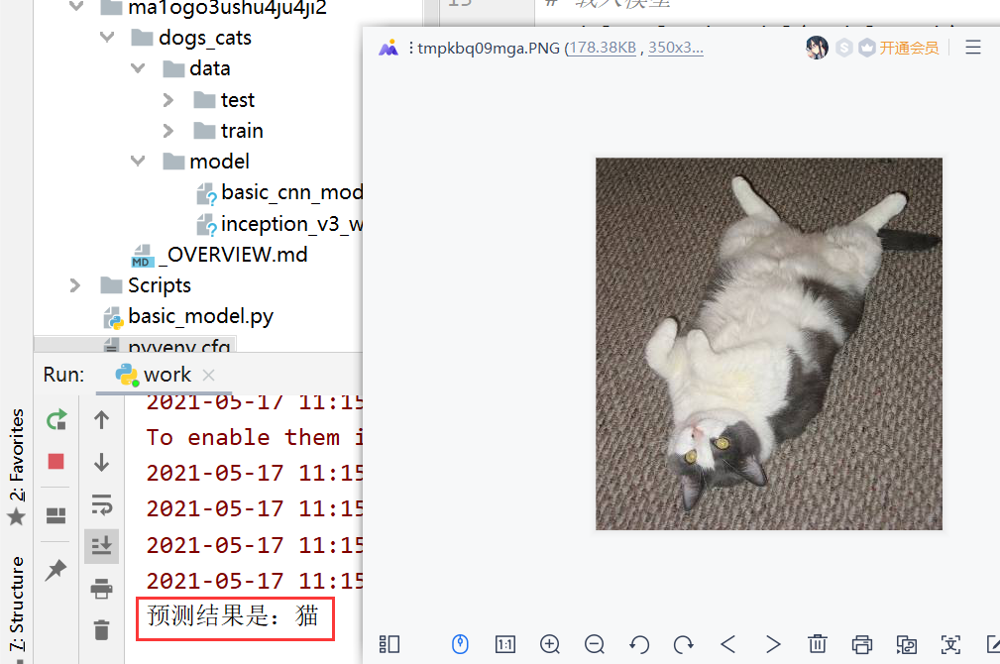 ma1ogo3ushu4ju4ji2
dogs_cats
data
test
train
model
basic_cnn_mod
inception_v3_w
MD _OVERVIEW.md
Scripts
basic_model.py
pyvenv.cfg
15
# 载入模型
tmpkbq09mga.PNG (178.38KB , 350x3...
开通会员
Run: work
2: Favorites
7: Structure
2021-05-17 11:15
To enable them i
2021-05-17 11:15
2021-05-17 11:15
2021-05-17 11:15
2021-05-17 11:15
预测结果是：猫
1:1